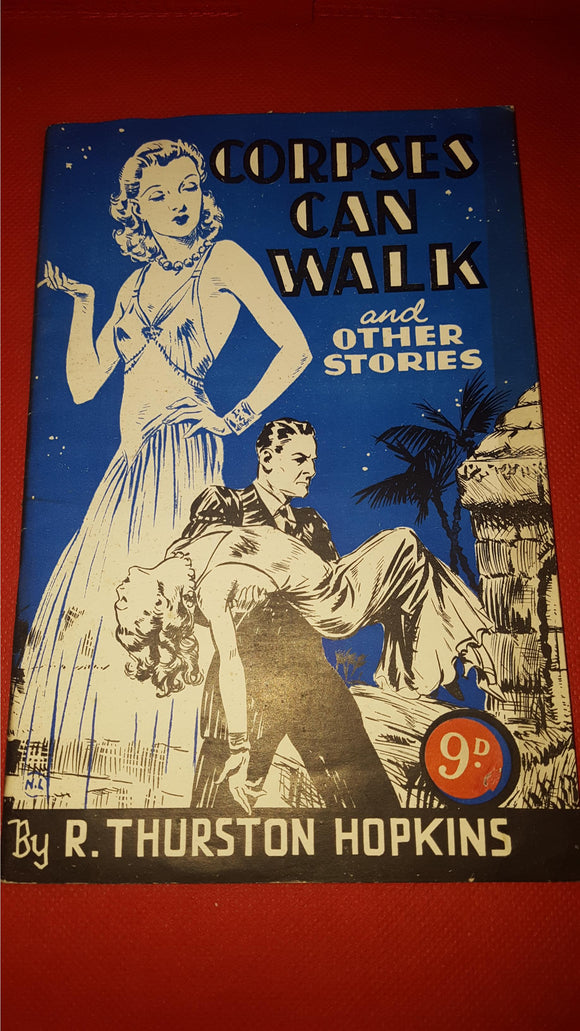 CORPSES
CAN
WALK
and
OTHER
STORIES
9D
N.L
By R. THURSTON HOPKINS